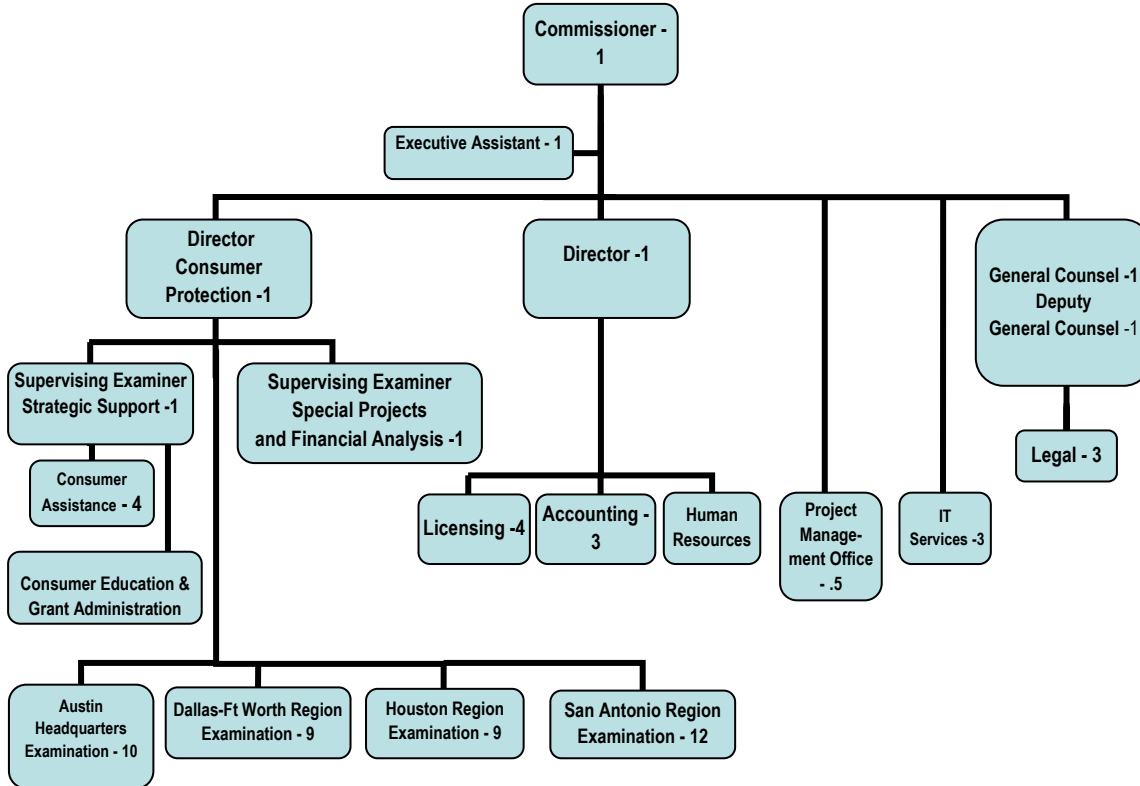 Commissioner -
1
Executive Assistant - 1
Director
Consumer
Protection -1
Director -1
General Counsel -1
Deputy
General Counsel -1
Supervising Examiner
Strategic Support -1
Supervising Examiner
Special Projects
and Financial Analysis -1
Legal - 3
Consumer
Assistance - 4
Licensing -4
Accounting -
3
Human
Resources
Project
Manage-
ment Office
- .5
IT
Services -3
Consumer Education &
Grant Administration
Austin
Headquarters
Examination - 10
Dallas-Ft Worth Region
Examination - 9
Houston Region
Examination - 9
San Antonio Region
Examination - 12